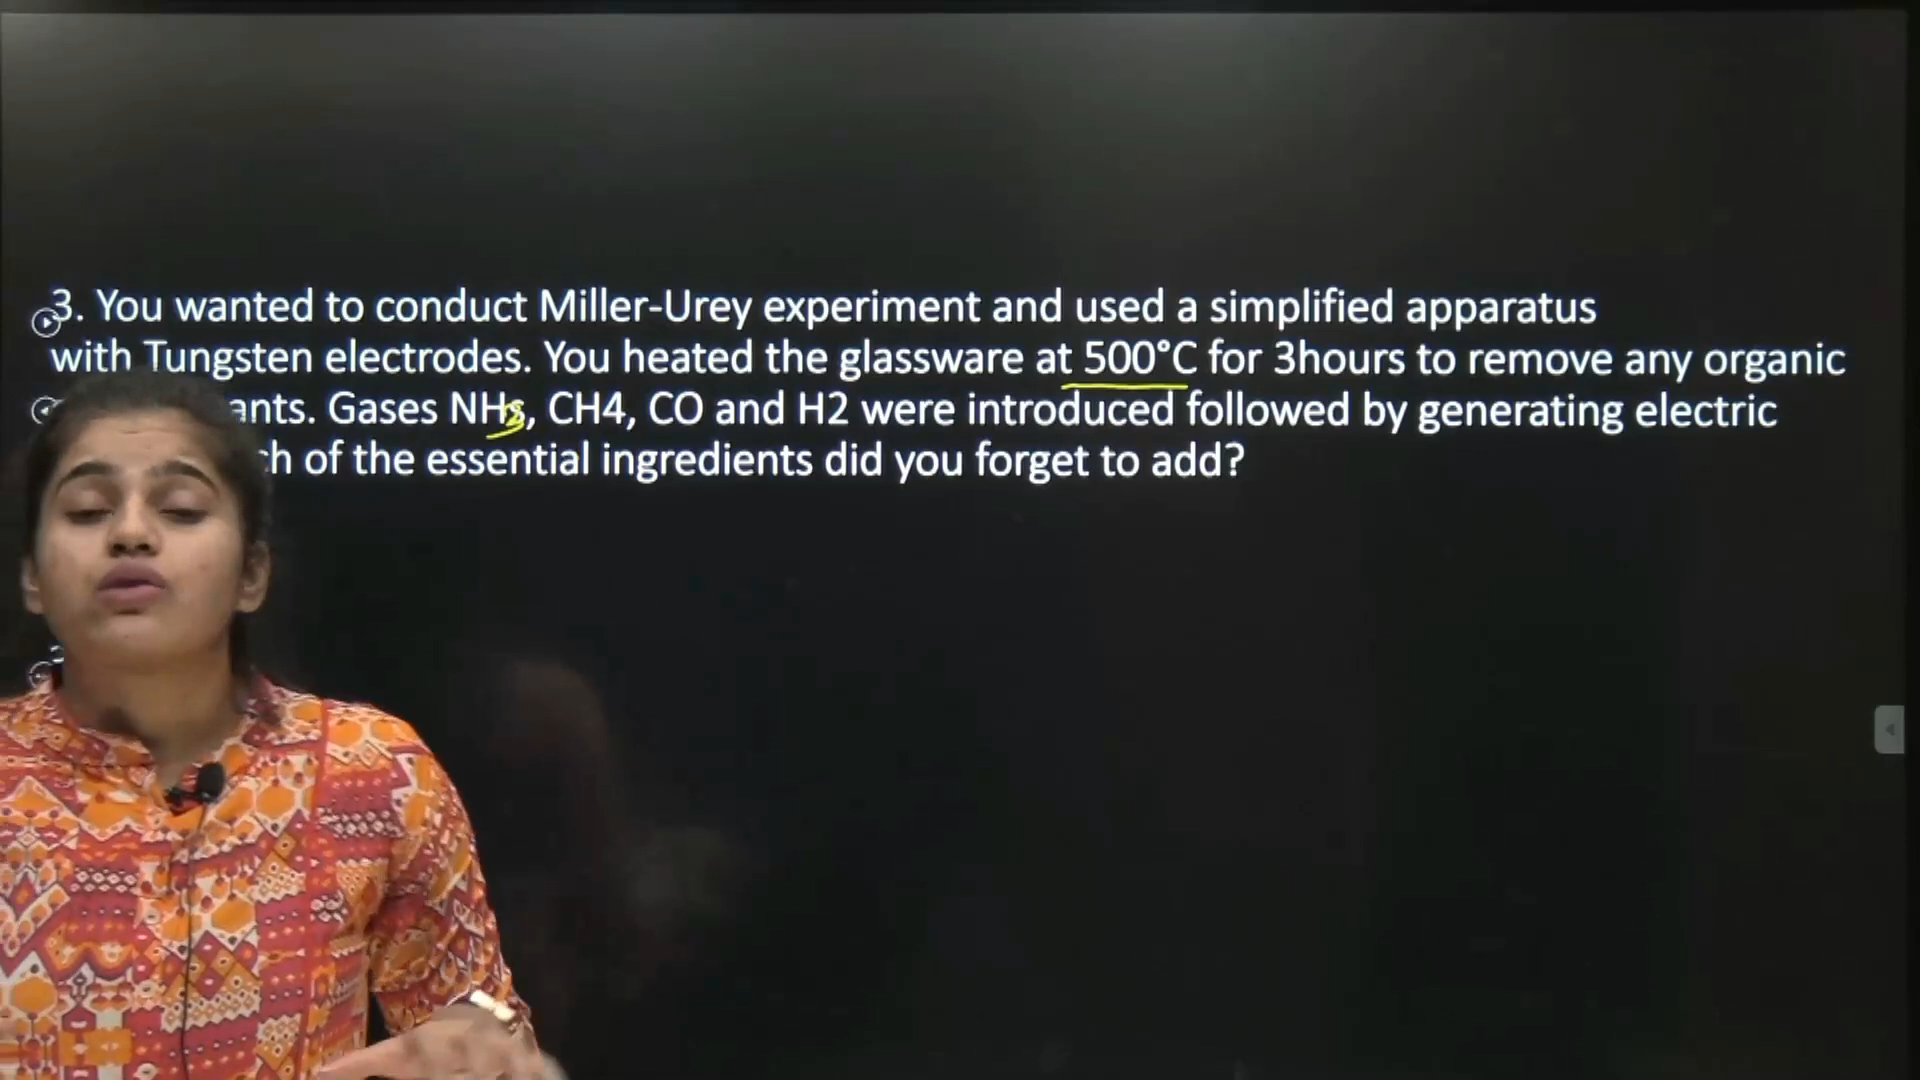 3. You wanted to conduct Miller-Urey experiment and used a simplified apparatus
with Tungsten electrodes. You heated the glassware at 500°C for 3hours to remove any organic
ants. Gases NH3, CH4, CO and H2 were introduced followed by generating electric
ch of the essential ingredients did you forget to add?